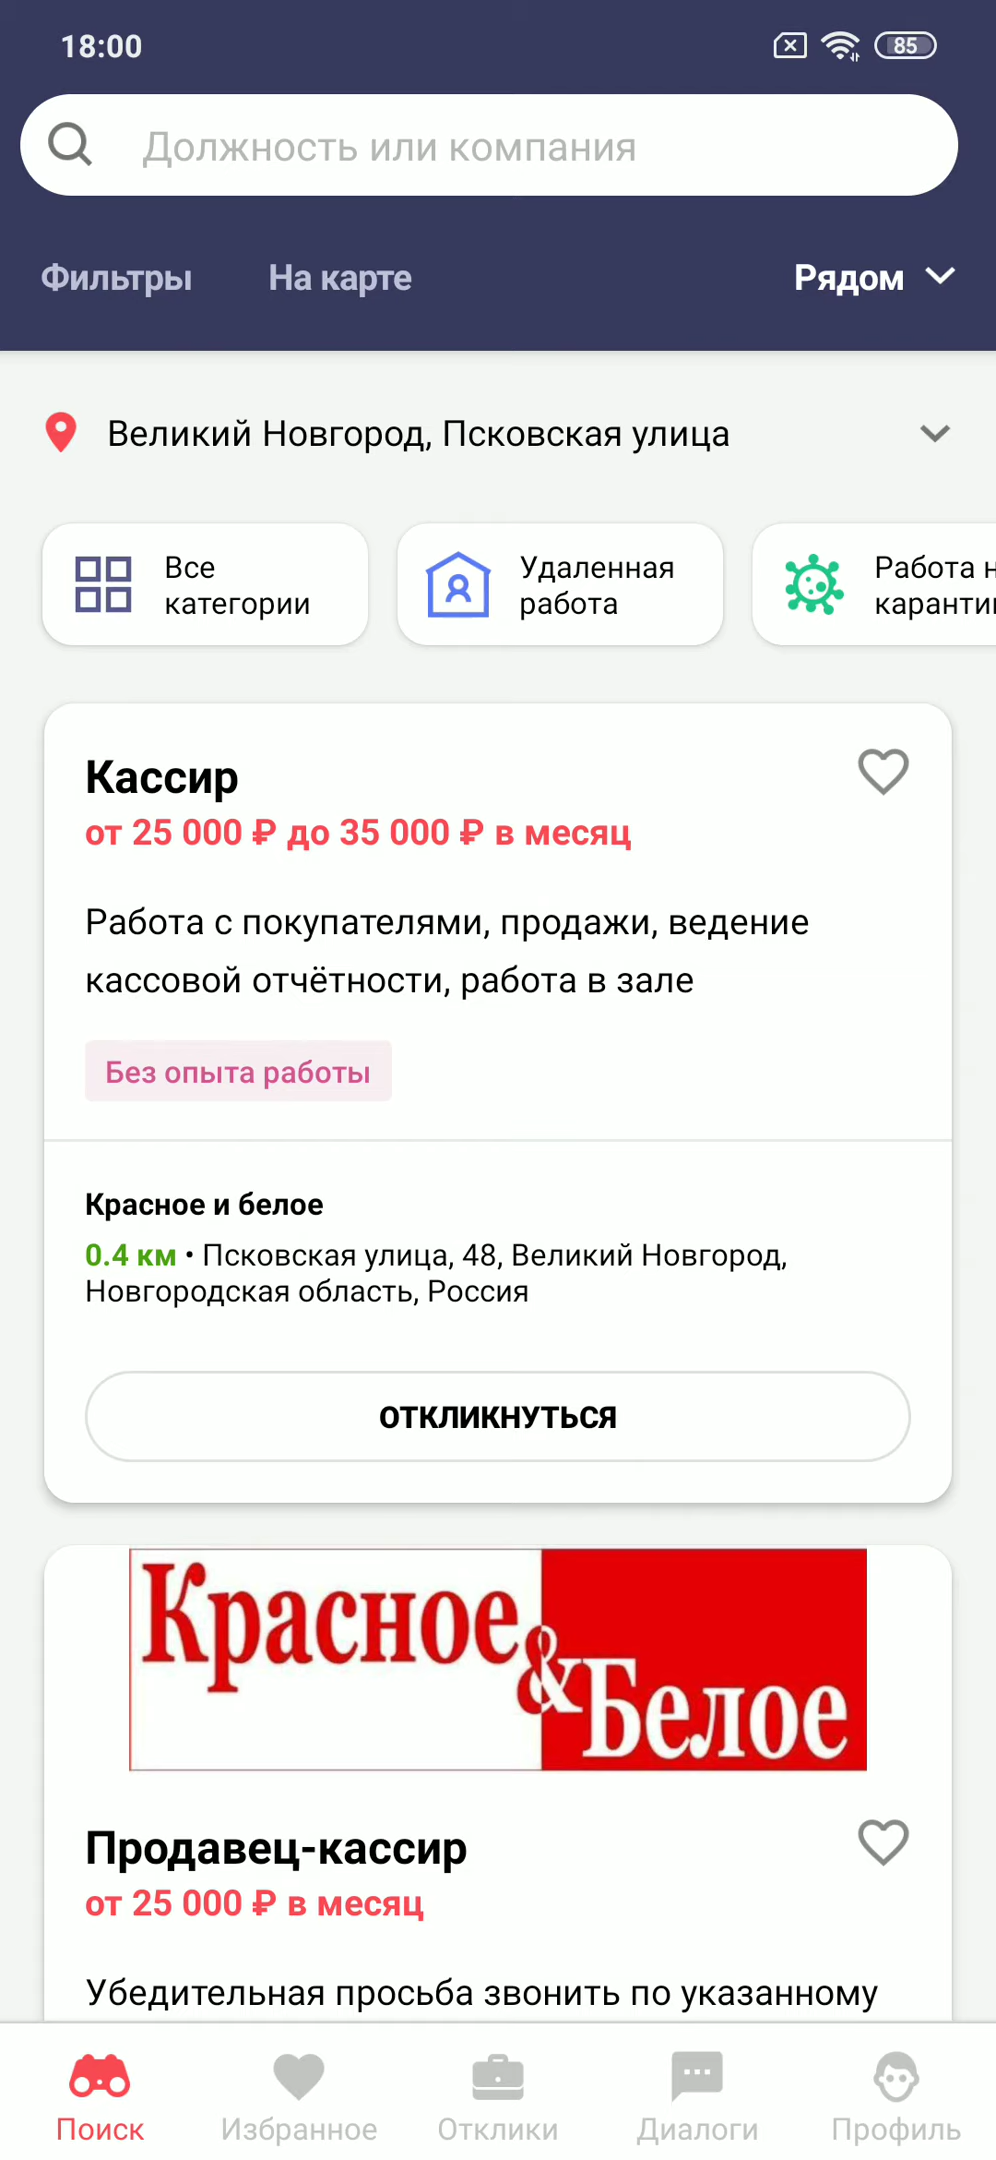 18:00
85
Должность или компания
Фильтры
На карте
Рядом
Великий Новгород, Псковская улица
Все
категории
Удаленная
работа
Работа н
каранти
Кассир
от 25 000 ₽ до 35 000 ₽ в месяц
Работа с покупателями, продажи, ведение
кассовой отчётности, работа в зале
Без опыта работы
Красное и белое
0.4 км • Псковская улица, 48, Великий Новгород,
Новгородская область, Россия
ОТКЛИКНУТЬСЯ
Красное
&Белое
Продавец-кассир
от 25 000 ₽ в месяц
Убедительная просьба звонить по указанному
Поиск
Избранное
Отклики
Диалоги
Профиль